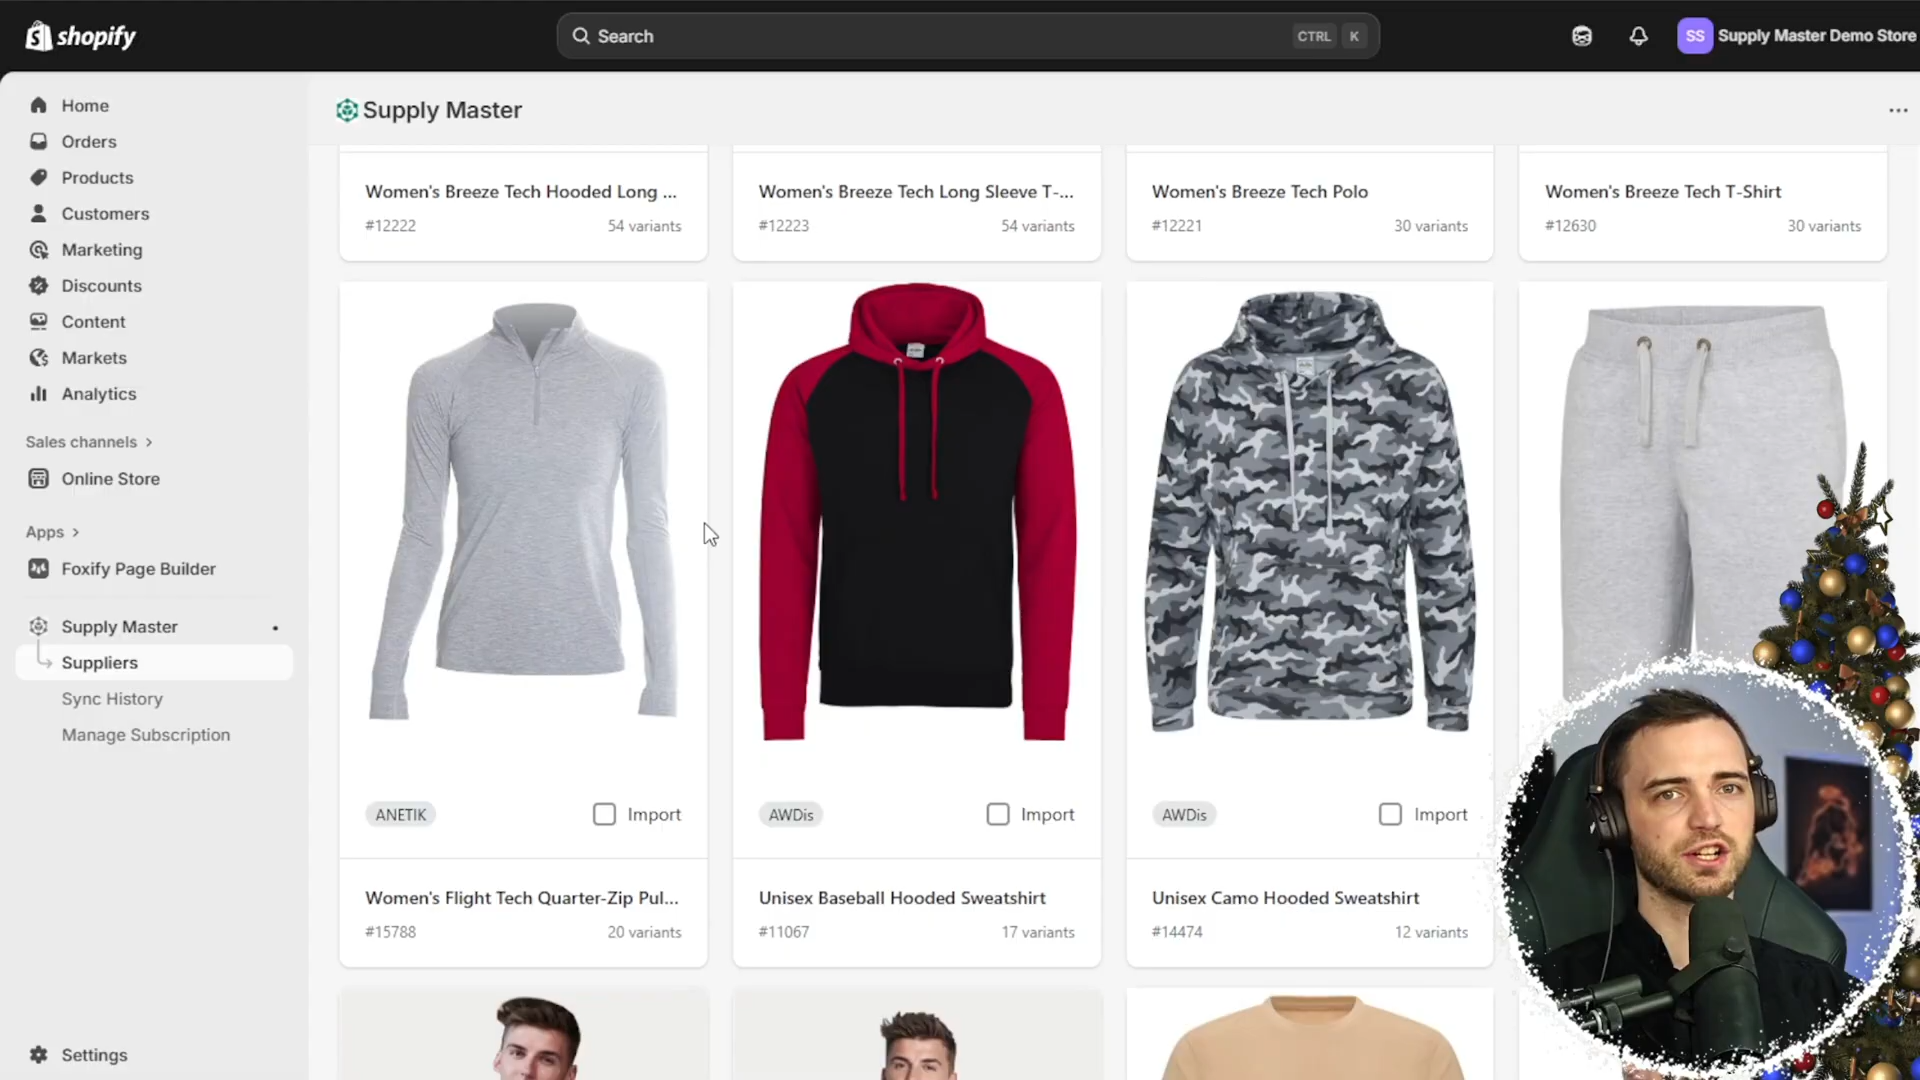 shopify
Search
CTRL K
SS
Supply Master Demo Store
Home
Orders
Products
Customers
Marketing
Discounts
Content
Markets
Analytics
Sales channels
Online Store
Apps
Foxify Page Builder
Supply Master
Suppliers
Sync History
Manage Subscription
Settings
Supply Master
Women's Breeze Tech Hooded Long ...
#12222 54 variants
Women's Breeze Tech Long Sleeve T-...
#12223 54 variants
Women's Breeze Tech Polo
#12221 30 variants
Women's Breeze Tech T-Shirt
#12630 30 variants
ANETIK Import
Women's Flight Tech Quarter-Zip Pul...
#15788 20 variants
AWDis Import
Unisex Baseball Hooded Sweatshirt
#11067 17 variants
AWDis Import
Unisex Camo Hooded Sweatshirt
#14474 12 variants